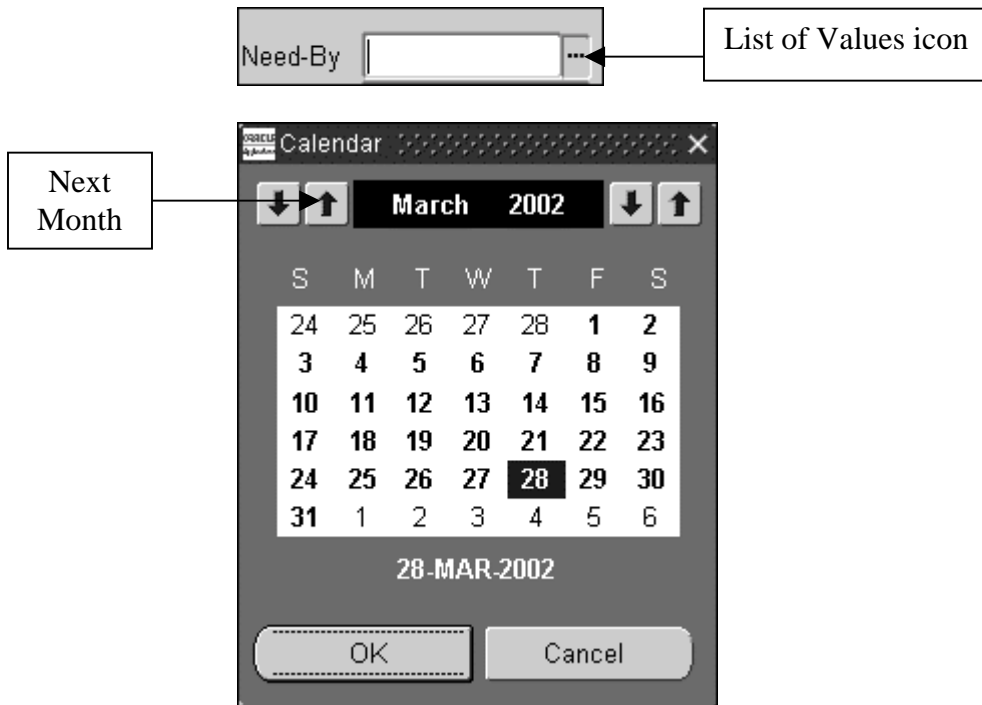 Need-By
List of Values icon
ORACLE
Calendar
Next
Month
March 2002
S M T W T F S
24 25 26 27 28 1 2
3 4 5 6 7 8 9
10 11 12 13 14 15 16
17 18 19 20 21 22 23
24 25 26 27 28 29 30
31 1 2 3 4 5 6
28-MAR-2002
OK Cancel